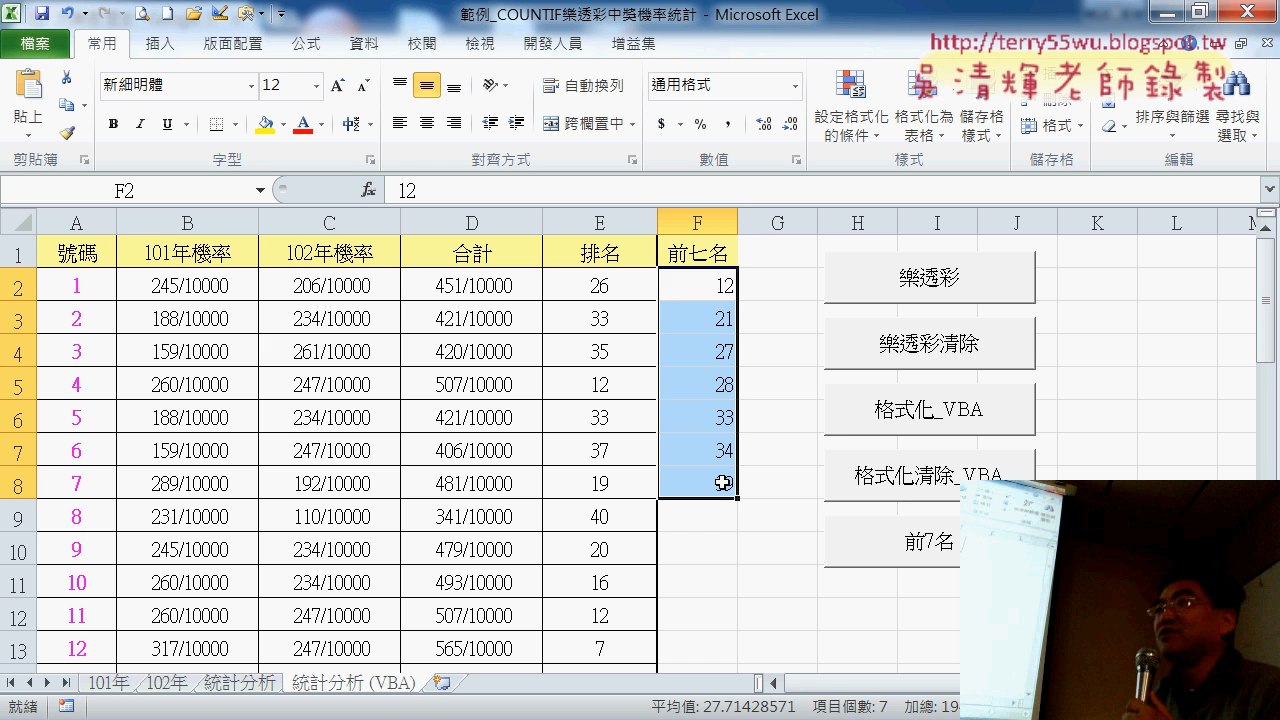 範例_COUNTIF樂透彩中獎機率統計 - Microsoft Excel
檔案 常用 插入 版面配置 公式 資料 校閱 檢視 開發人員 增益集
http://terry55wu.blogspot.tw
吳清輝老師錄製
貼上
新細明體 12
B I U
自動換列
跨欄置中
通用格式
$ % ,
設定格式化的條件
格式化為表格
儲存格樣式
刪除
格式
排序與篩選
尋找與選取
剪貼簿 字型 對齊方式 數值 樣式 儲存格 編輯
F2 fx 12
A B C D E F G H I J K L M
1 號碼 101年機率 102年機率 合計 排名 前七名
2 1 245/10000 206/10000 451/10000 26 12
3 2 188/10000 234/10000 421/10000 33 21
4 3 159/10000 261/10000 420/10000 35 27
5 4 260/10000 247/10000 507/10000 12 28
6 5 188/10000 234/10000 421/10000 33 33
7 6 159/10000 247/10000 406/10000 37 34
8 7 289/10000 192/10000 481/10000 19
9 8 231/10000 110/10000 341/10000 40
10 9 245/10000 234/10000 479/10000 20
11 10 260/10000 234/10000 493/10000 16
12 11 260/10000 247/10000 507/10000 12
13 12 317/10000 247/10000 565/10000 7
樂透彩
樂透彩清除
格式化_VBA
格式化清除_VBA
前7名
101年 102年 統計分析 統計分析 (VBA)
就緒 平均值: 27.71428571 項目個數: 7 加總: 19